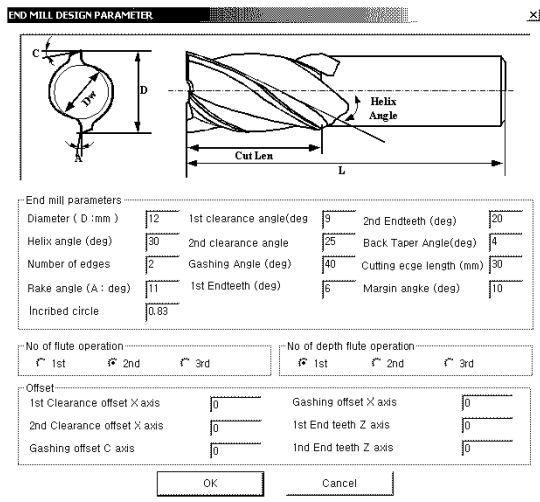 END MILL DESIGN PARAMETER
C
D
Dw
A
Helix
Angle
Cut Len
L
End mill parameters
Diameter ( D :mm ) 12 1st clearance angle(deg 9 2nd Endteeth (deg) 20
Helix angle (deg) 30 2nd clearance angle 25 Back Taper Angle(deg) 4
Number of edges 2 Gashing Angle (deg) 40 Cutting ecge length (mm) 30
Rake angle (A : deg) 11 1st Endteeth (deg) 6 Margin angke (deg) 10
Incribed circle 0.83
No of flute operation No of depth flute operation
1st 2nd 3rd 1st 2nd 3rd
Offset
1st Clearance offset X axis 0 Gashing offset X axis 0
2nd Clearance offset X axis 0 1st End teeth Z axis 0
Gashing offset C axis 0 1nd End teeth Z axis 0
OK Cancel